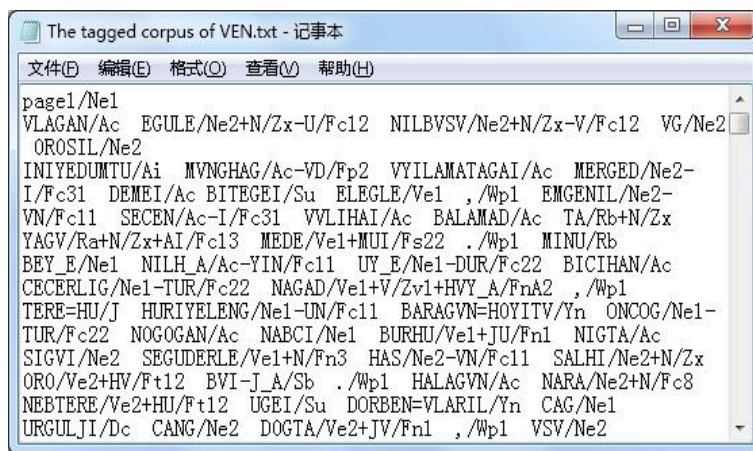 The tagged corpus of VEN.txt - 记事本
文件(F) 编辑(E) 格式(O) 查看(V) 帮助(H)
page1/Ne1
VLAGAN/Ac EGULE/Ne2+N/Zx-U/Fc12 NILBVSV/Ne2+N/Zx-V/Fc12 VG/Ne2
OROSIL/Ne2
INIYEDUMTU/Ai MVNGHAG/Ac-VD/Fp2 VYILAMATAGAI/Ac MERGED/Ne2-
I/Fc31 DEMEI/Ac BITEGEI/Su ELEGLE/Ve1 ,/Wp1 EMGENIL/Ne2-
VN/Fc11 SECEN/Ac-I/Fc31 VVLIHAI/Ac BALAMAD/Ac TA/Rb+N/Zx
YAGV/Ra+N/Zx+AI/Fc13 MEDE/Ve1+MUI/Fs22 ./Wp1 MINU/Rb
BEY_E/Ne1 NILH_A/Ac-YIN/Fc11 UY_E/Ne1-DUR/Fc22 BICIHAN/Ac
CECERLIG/Ne1-TUR/Fc22 NAGAD/Ve1+V/Zv1+HVY_A/FnA2 ,/Wp1
TERE=HU/J HURIYELENG/Ne1-UN/Fc11 BARAGVN=HOYITV/Yn ONCOG/Ne1-
TUR/Fc22 NOGOGAN/Ac NABCI/Ne1 BURHU/Ve1+JU/Fn1 NIGTA/Ac
SIGVI/Ne2 SEGUDERLE/Ve1+N/Fn3 HAS/Ne2-VN/Fc11 SALHI/Ne2+N/Zx
ORO/Ve2+HV/Ft12 BVI-J_A/Sb ./Wp1 HALAGVN/Ac NARA/Ne2+N/Fc8
NEBTERE/Ve2+HU/Ft12 UGEI/Su DORBEN=VLARIL/Yn CAG/Ne1
URGULJI/Dc CANG/Ne2 DOGTA/Ve2+JV/Fn1 ,/Wp1 VSV/Ne2